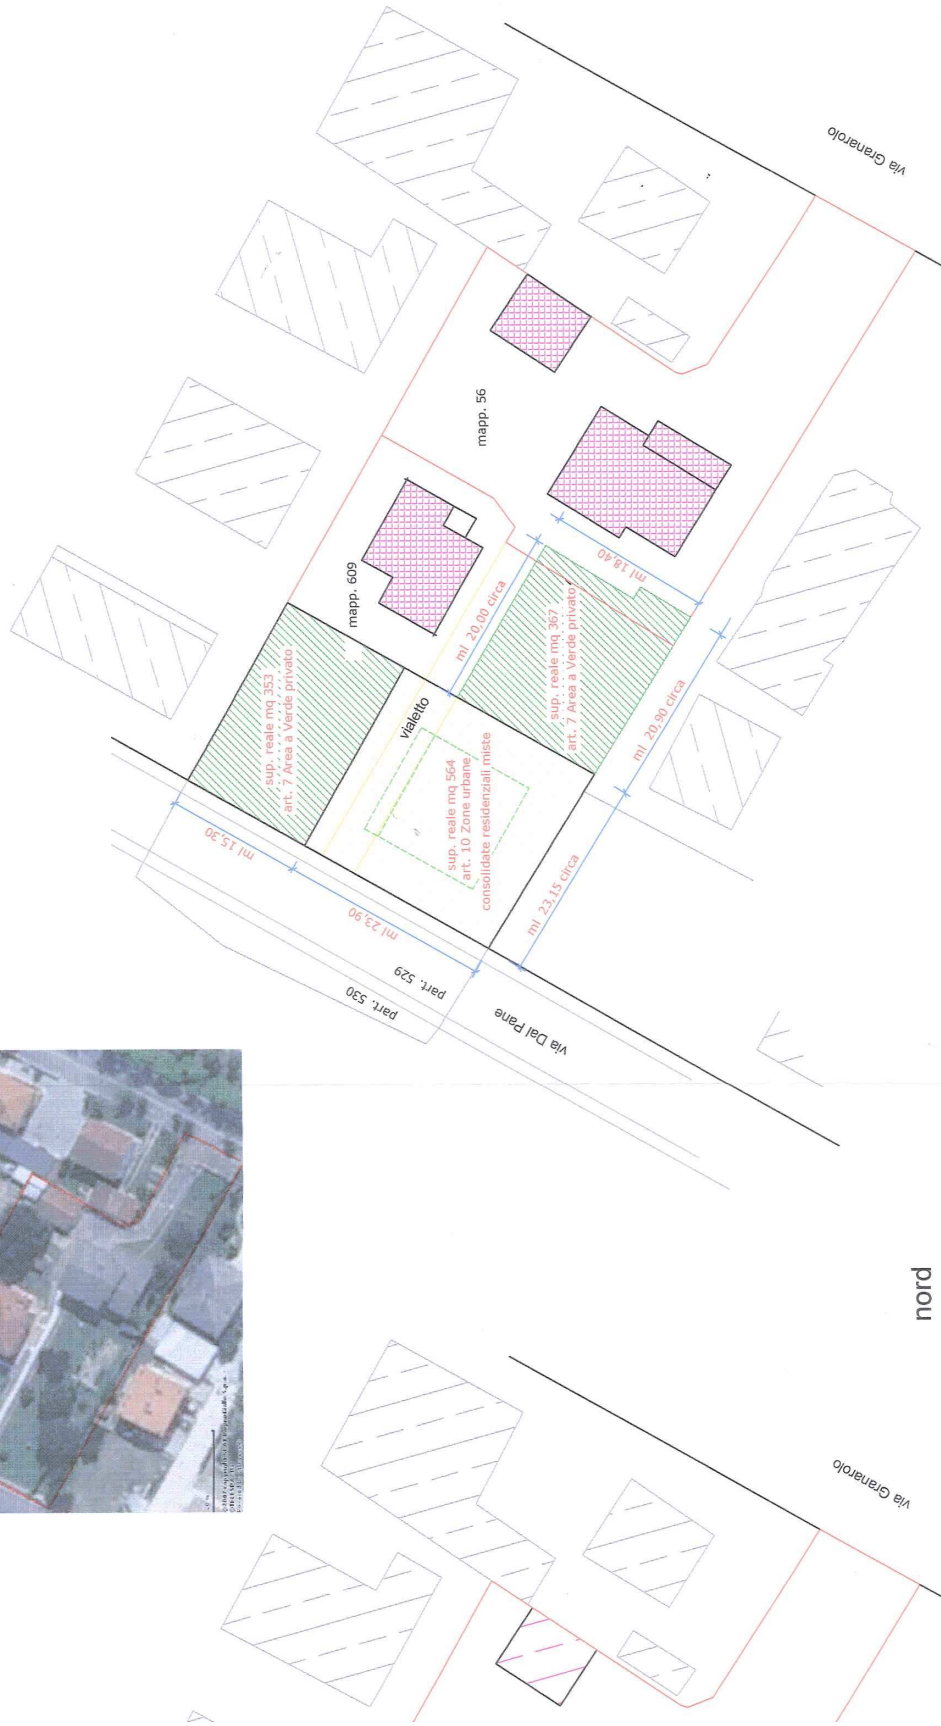 via Granarolo
mapp. 56
mapp. 609
ml 18,40
ml 20,00 circa
sup. reale mq 367
art. 7 Area a Verde privato
sup. reale mq 353
art. 7 Area a Verde privato
vialetto
ml 20,90 circa
sup. reale mq 564
art. 10 Zone urbane
consolidate residenziali miste
ml 15,30
ml 23,90
ml 23,15 circa
part. 529
part. 530
via Dal Pane
nord
via Granarolo